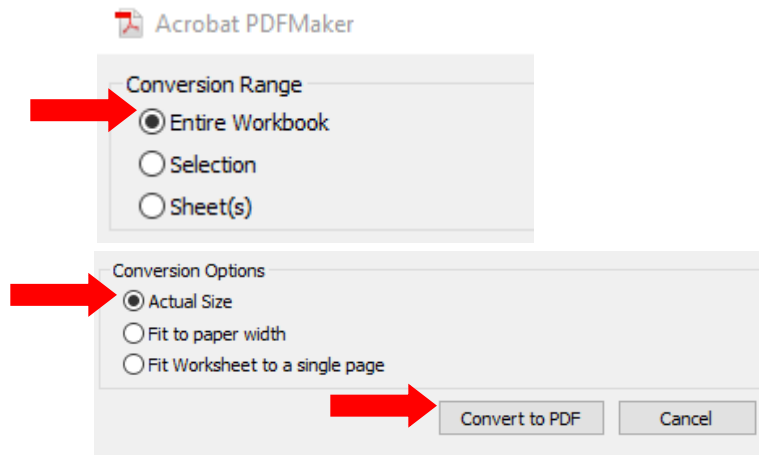 Acrobat PDFMaker
Conversion Range
Entire Workbook
Selection
Sheet(s)
Conversion Options
Actual Size
Fit to paper width
Fit Worksheet to a single page
Convert to PDF Cancel